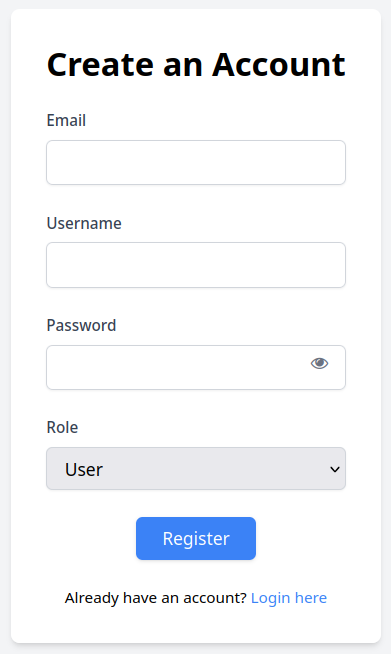 Create an Account
Email
Username
Password
Role
User
Register
Already have an account? Login here